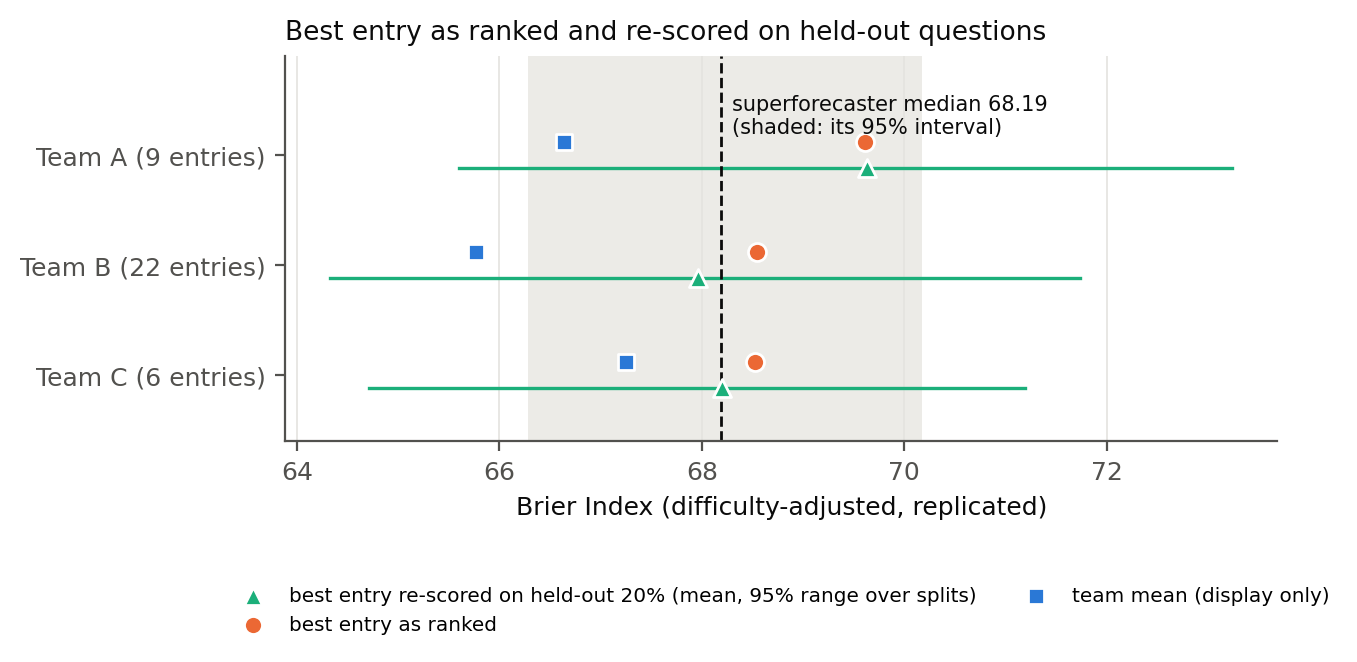 Best entry as ranked and re-scored on held-out questions
superforecaster median 68.19
(shaded: its 95% interval)
Team A (9 entries)
Team B (22 entries)
Team C (6 entries)
64 66 68 70 72
Brier Index (difficulty-adjusted, replicated)
best entry re-scored on held-out 20% (mean, 95% range over splits)
best entry as ranked
team mean (display only)